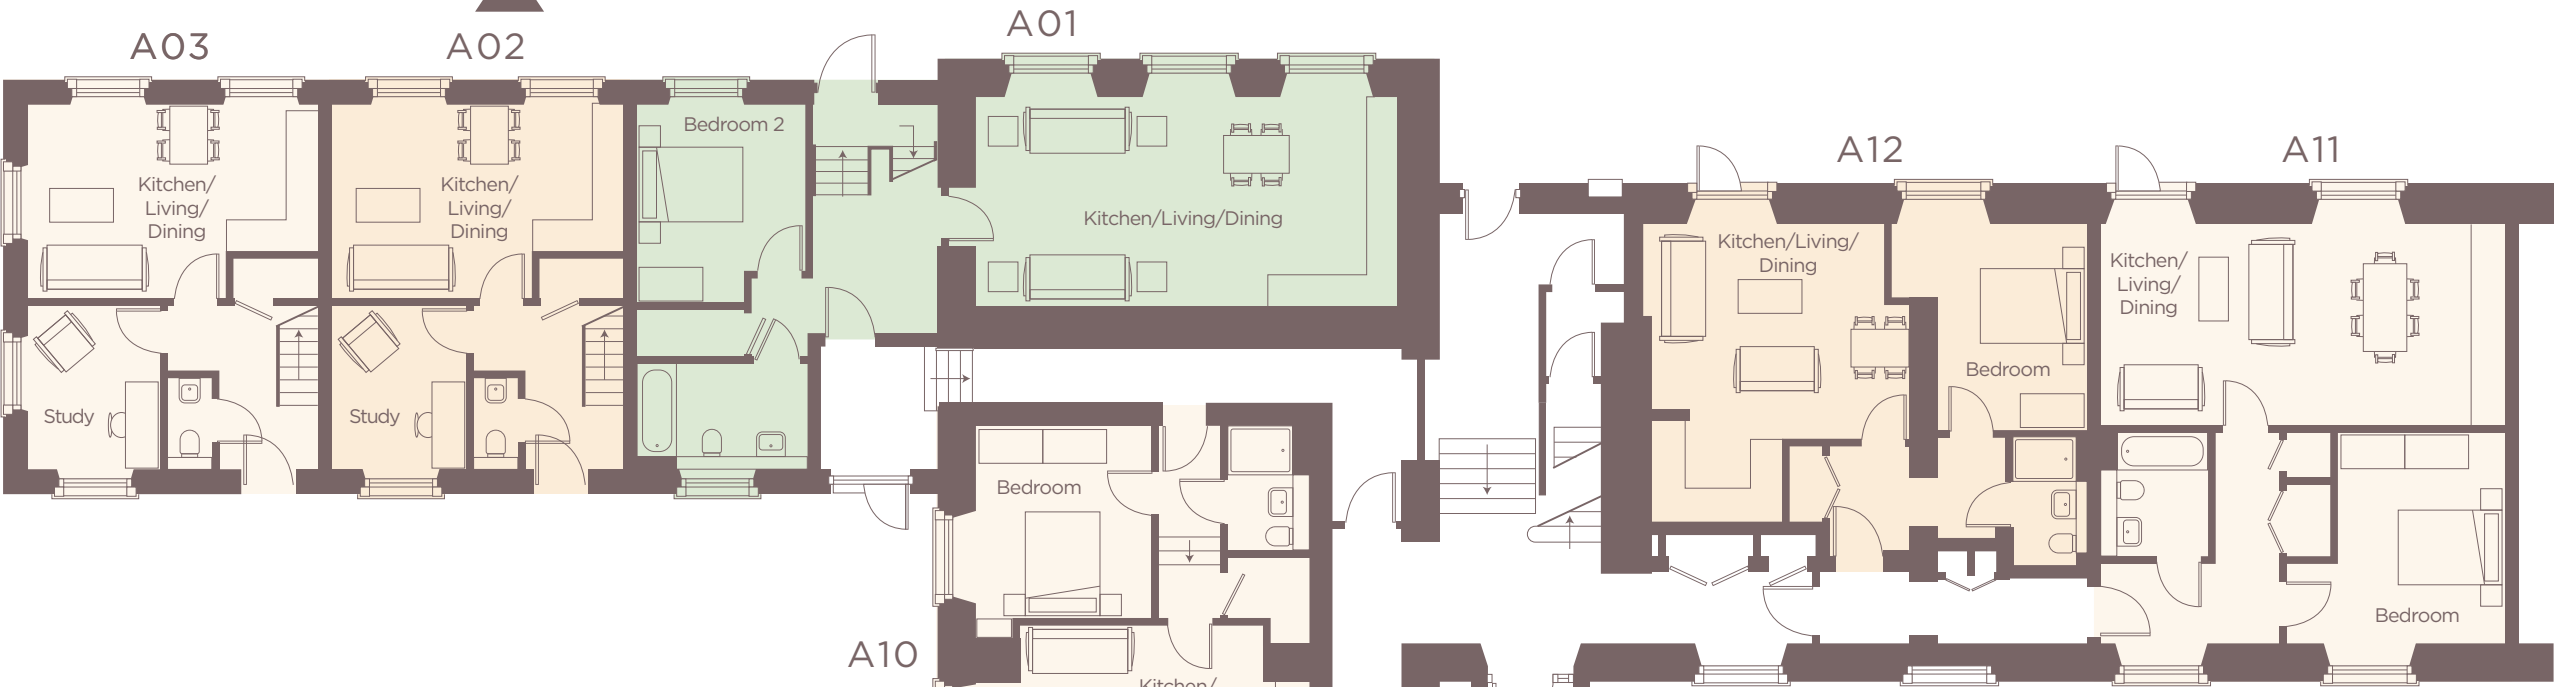 A03
A02
A01
A12
A11
Kitchen/
Living/
Dining
Study
Kitchen/
Living/
Dining
Study
Bedroom 2
Kitchen/Living/Dining
Kitchen/Living/
Dining
Bedroom
Kitchen/
Living/
Dining
Bedroom
Bedroom
A10
Kitchen/